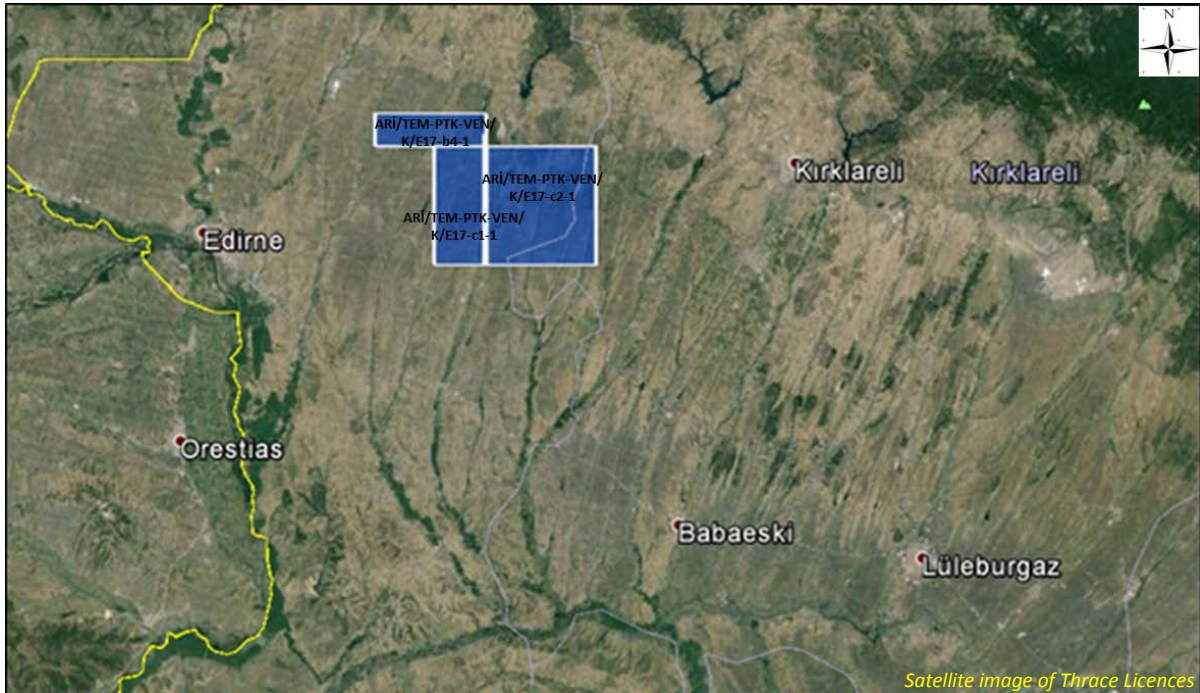 N
ARİ/TEM-PTK-VEN/
K/E17-b4-1
ARİ/TEM-PTK-VEN/
K/E17-c2-1
ARİ/TEM-PTK-VEN/
K/E17-c1-1
Kırklareli
Kırklareli
Edirne
Orestias
Babaeski
Lüleburgaz
Satellite image of Thrace Licences